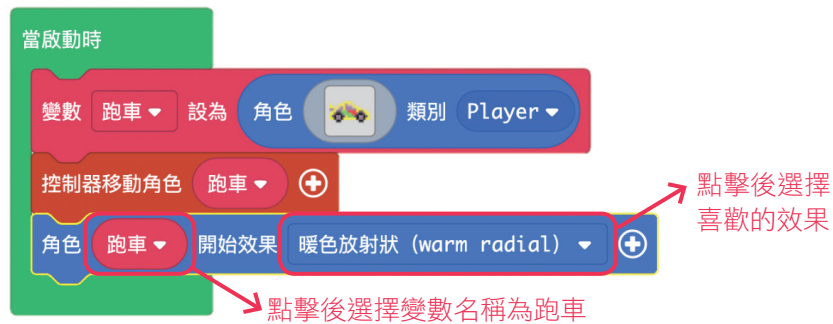 當啟動時
變數 跑車 設為 角色 類別 Player
控制器移動角色 跑車
點擊後選擇
喜歡的效果
角色 跑車 開始效果 暖色放射狀 (warm radial)
點擊後選擇變數名稱為跑車